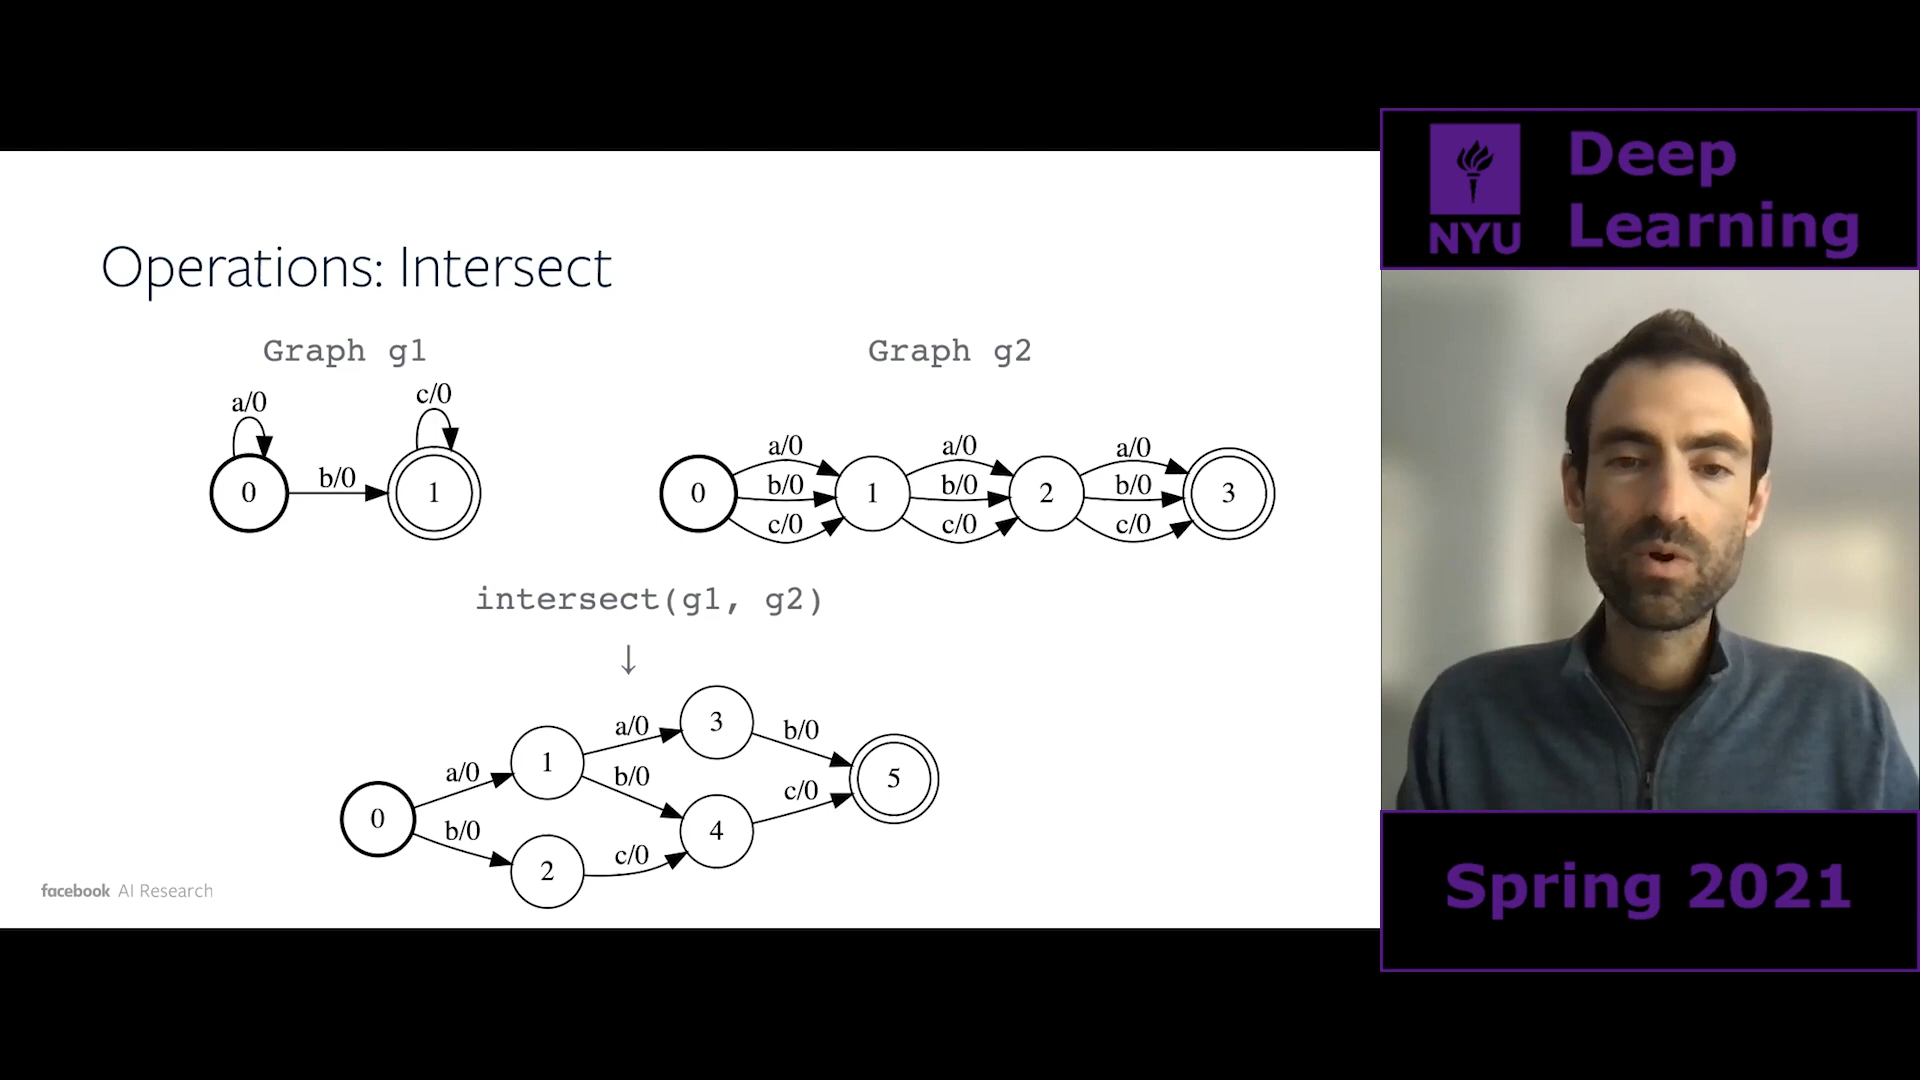 Operations: Intersect
Graph g1
Graph g2
a/0
c/0
0
b/0
1
a/0
a/0
a/0
0
b/0
1
b/0
2
b/0
3
c/0
c/0
c/0
intersect(g1, g2)
↓
a/0
3
b/0
1
a/0
b/0
5
0
c/0
b/0
4
c/0
2
facebook AI Research
NYU
Deep
Learning
Spring 2021